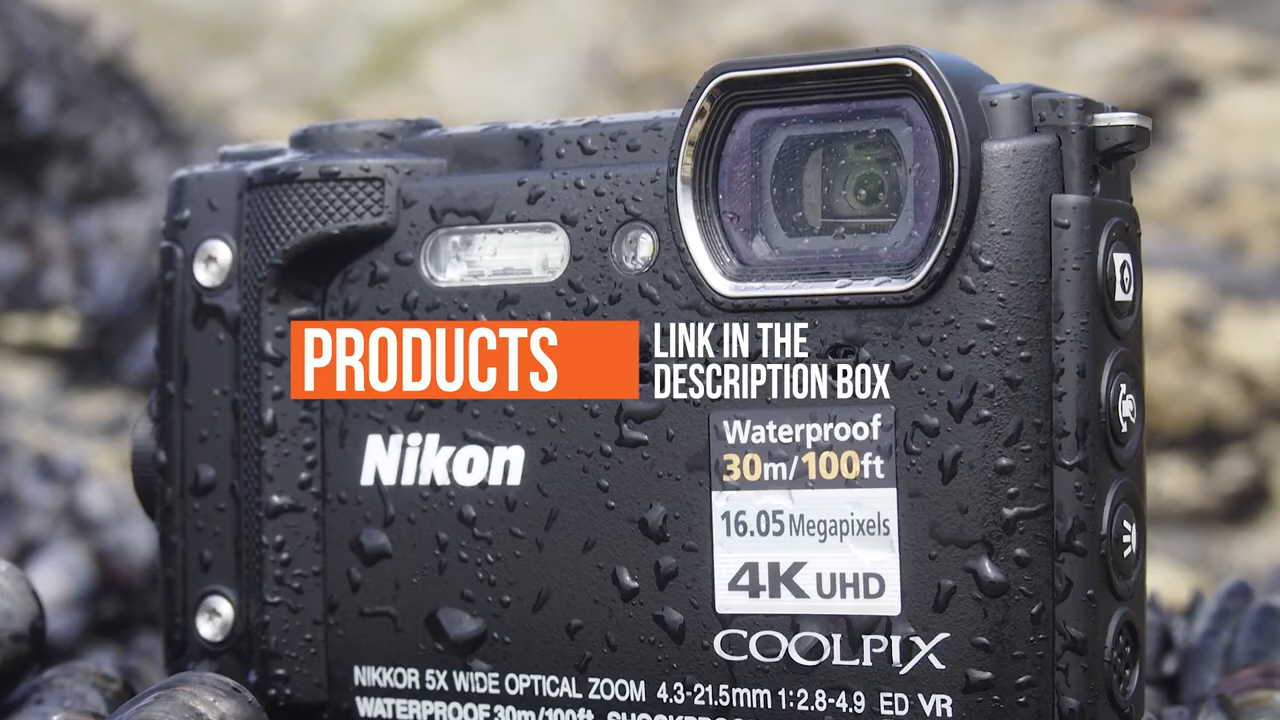 PRODUCTS
LINK IN THE
DESCRIPTION BOX
Nikon
Waterproof
30m/100ft
16.05 Megapixels
4K UHD
COOLPIX
NIKKOR 5X WIDE OPTICAL ZOOM 4.3-21.5mm 1:2.8-4.9 ED VR
WATERPROOF 30m/100ft